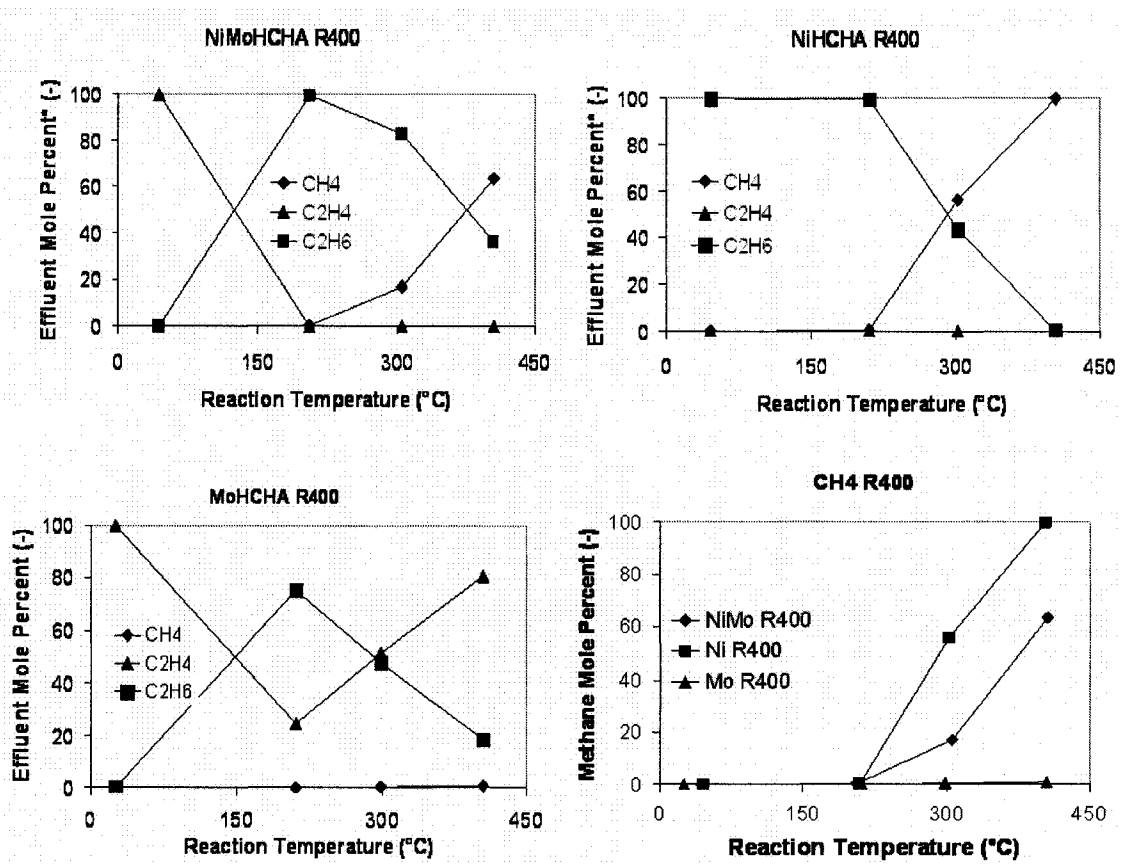 NiMoHCHA R400
Effluent Mole Percent* (-)
100
80
60
40
20
0
CH4
C2H4
C2H6
0 150 300 450
Reaction Temperature (°C)
NiHCHA R400
Effluent Mole Percent* (-)
100
80
60
40
20
0
CH4
C2H4
C2H6
0 150 300 450
Reaction Temperature (°C)
MoHCHA R400
Effluent Mole Percent (-)
100
80
60
40
20
0
CH4
C2H4
C2H6
0 150 300 450
Reaction Temperature (°C)
CH4 R400
Methane Mole Percent (-)
100
80
60
40
20
0
NiMo R400
Ni R400
Mo R400
0 150 300 450
Reaction Temperature (°C)